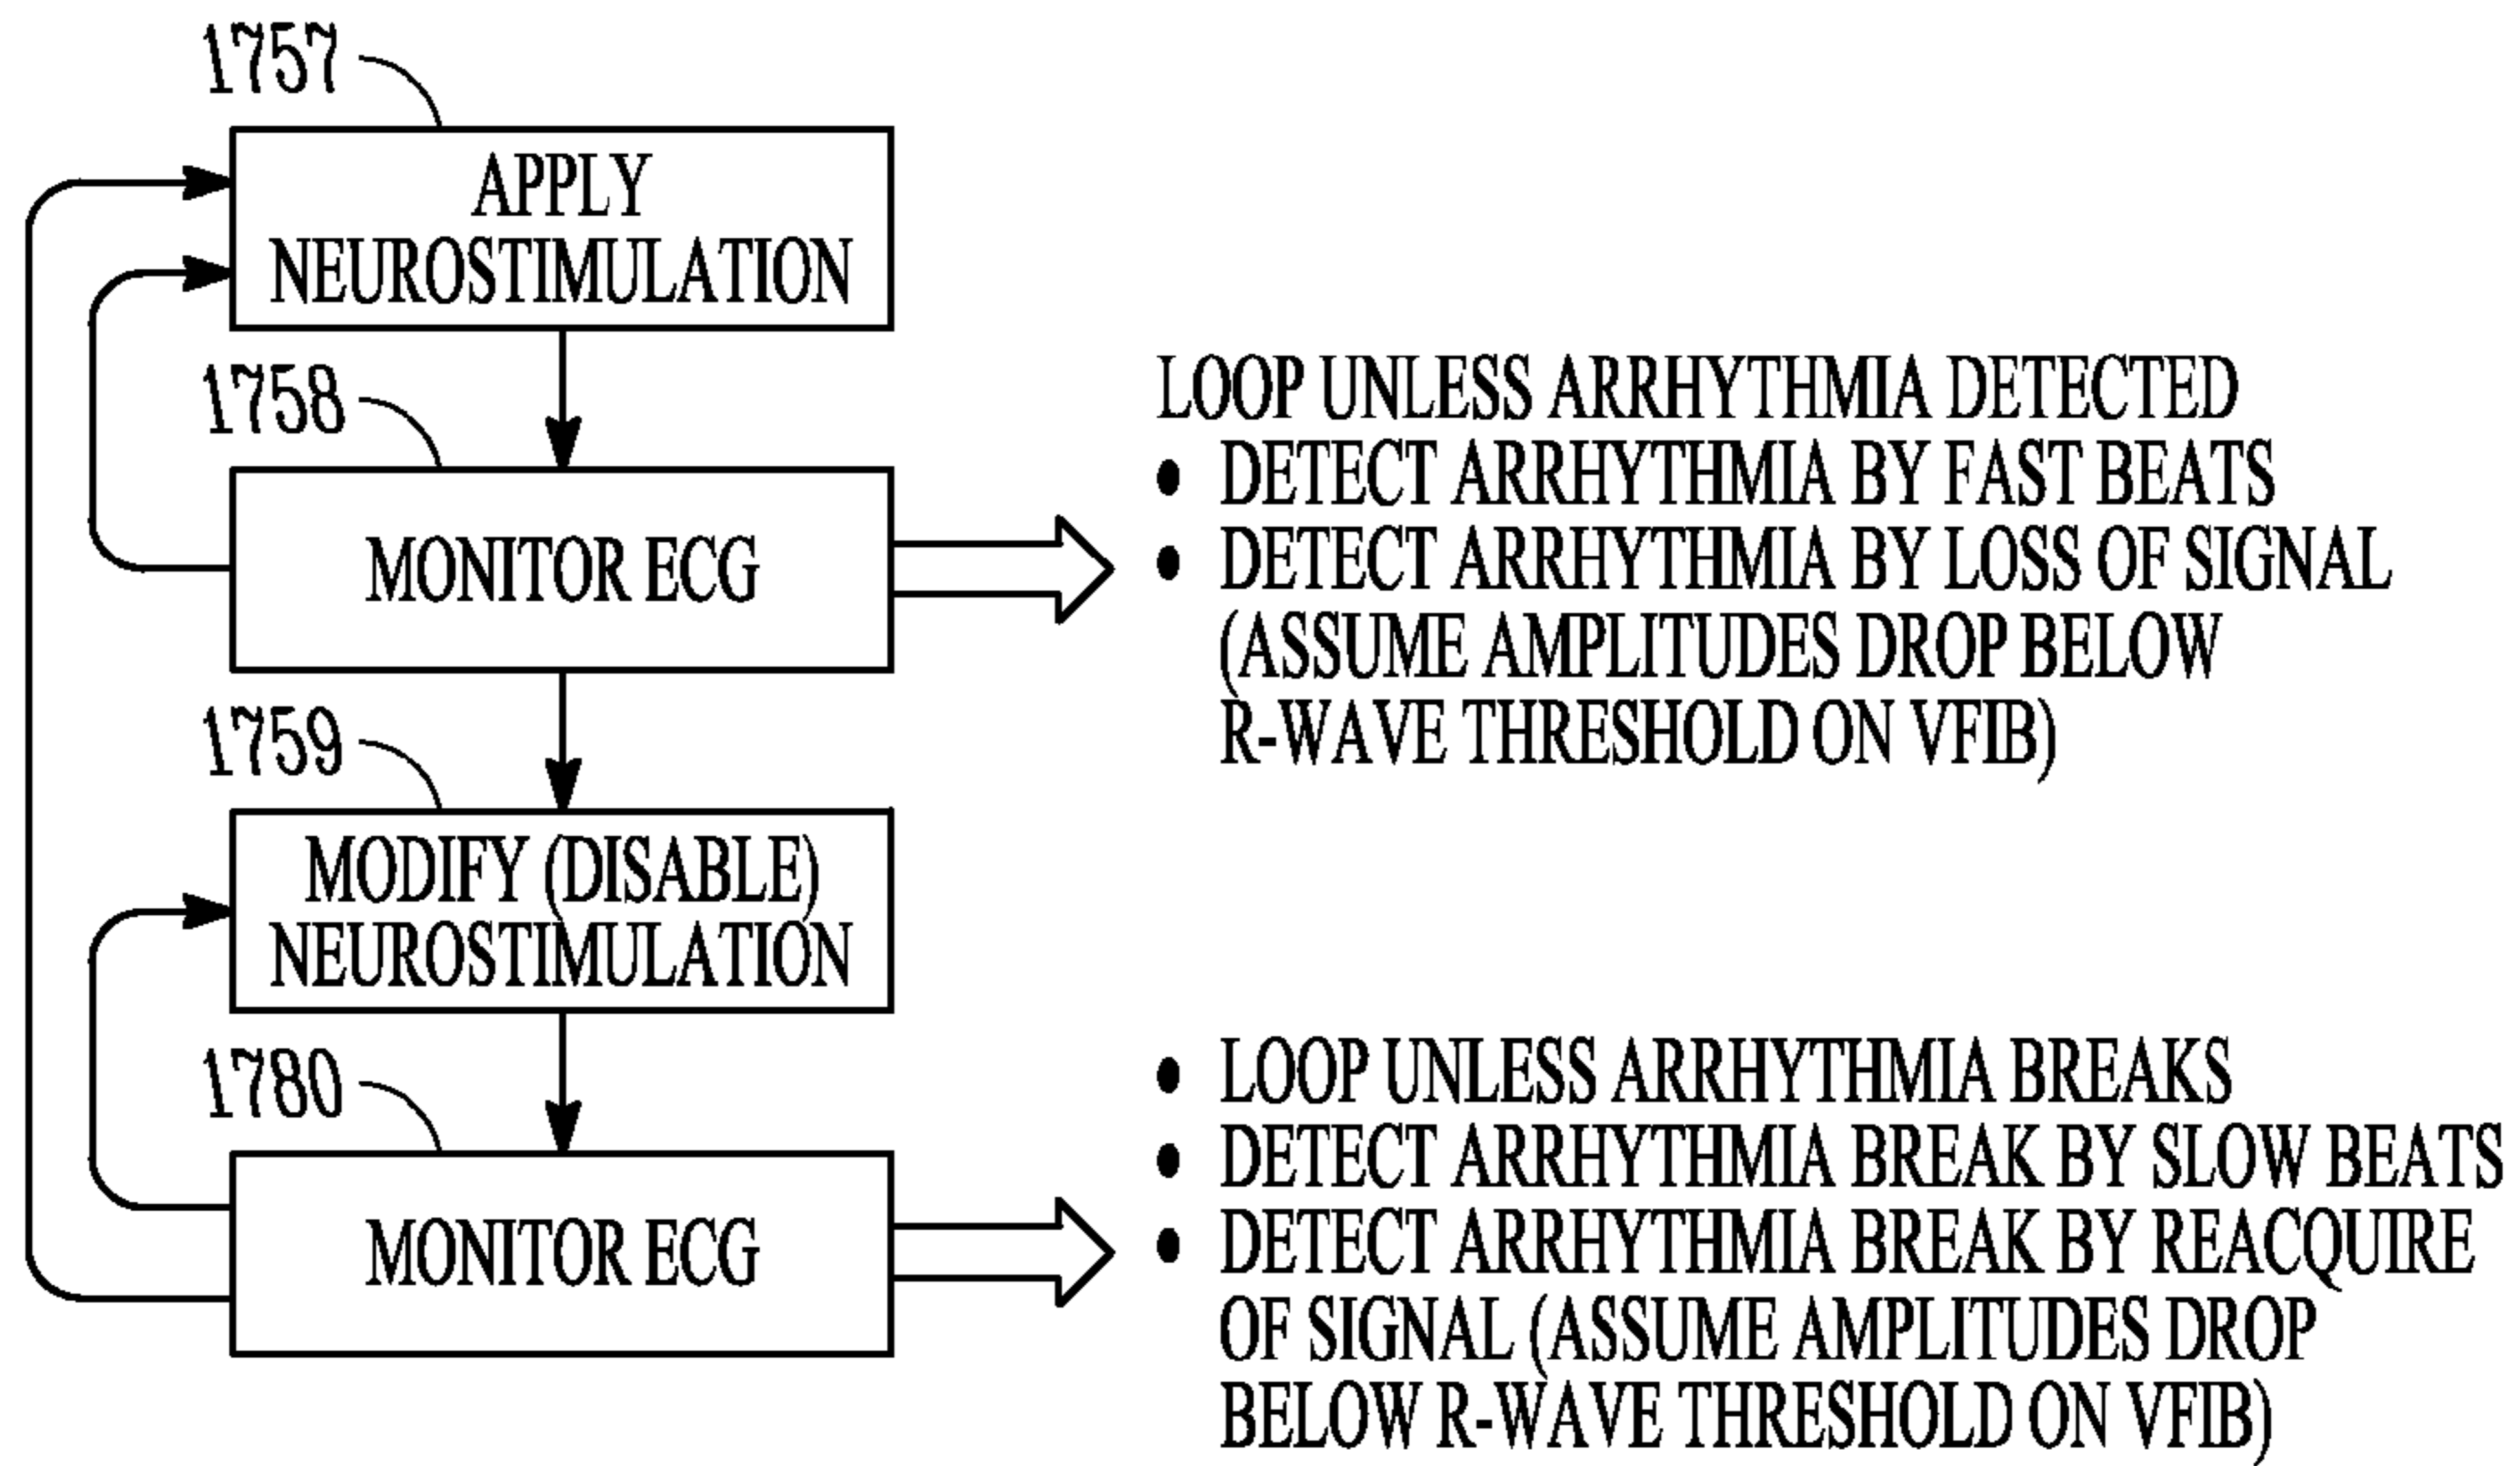 1757
APPLY
NEUROSTIMULATION
1758
MONITOR ECG
LOOP UNLESS ARRHYTHMIA DETECTED
• DETECT ARRHYTHMIA BY FAST BEATS
• DETECT ARRHYTHMIA BY LOSS OF SIGNAL
(ASSUME AMPLITUDES DROP BELOW
R-WAVE THRESHOLD ON VFIB)
1759
MODIFY (DISABLE)
NEUROSTIMULATION
1780
MONITOR ECG
• LOOP UNLESS ARRHYTHMIA BREAKS
• DETECT ARRHYTHMIA BREAK BY SLOW BEATS
• DETECT ARRHYTHMIA BREAK BY REACQUIRE
OF SIGNAL (ASSUME AMPLITUDES DROP
BELOW R-WAVE THRESHOLD ON VFIB)